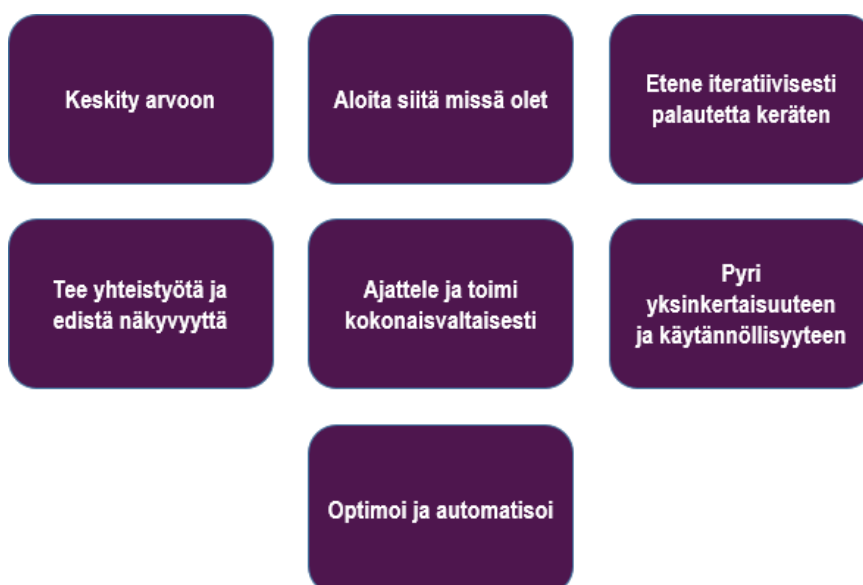 Keskity arvoon
Aloita siitä missä olet
Etene iteratiivisesti
palautetta keräten
Tee yhteistyötä ja
edistä näkyvyyttä
Ajattele ja toimi
kokonaisvaltaisesti
Pyri
yksinkertaisuuteen
ja käytännöllisyyteen
Optimoi ja automatisoi